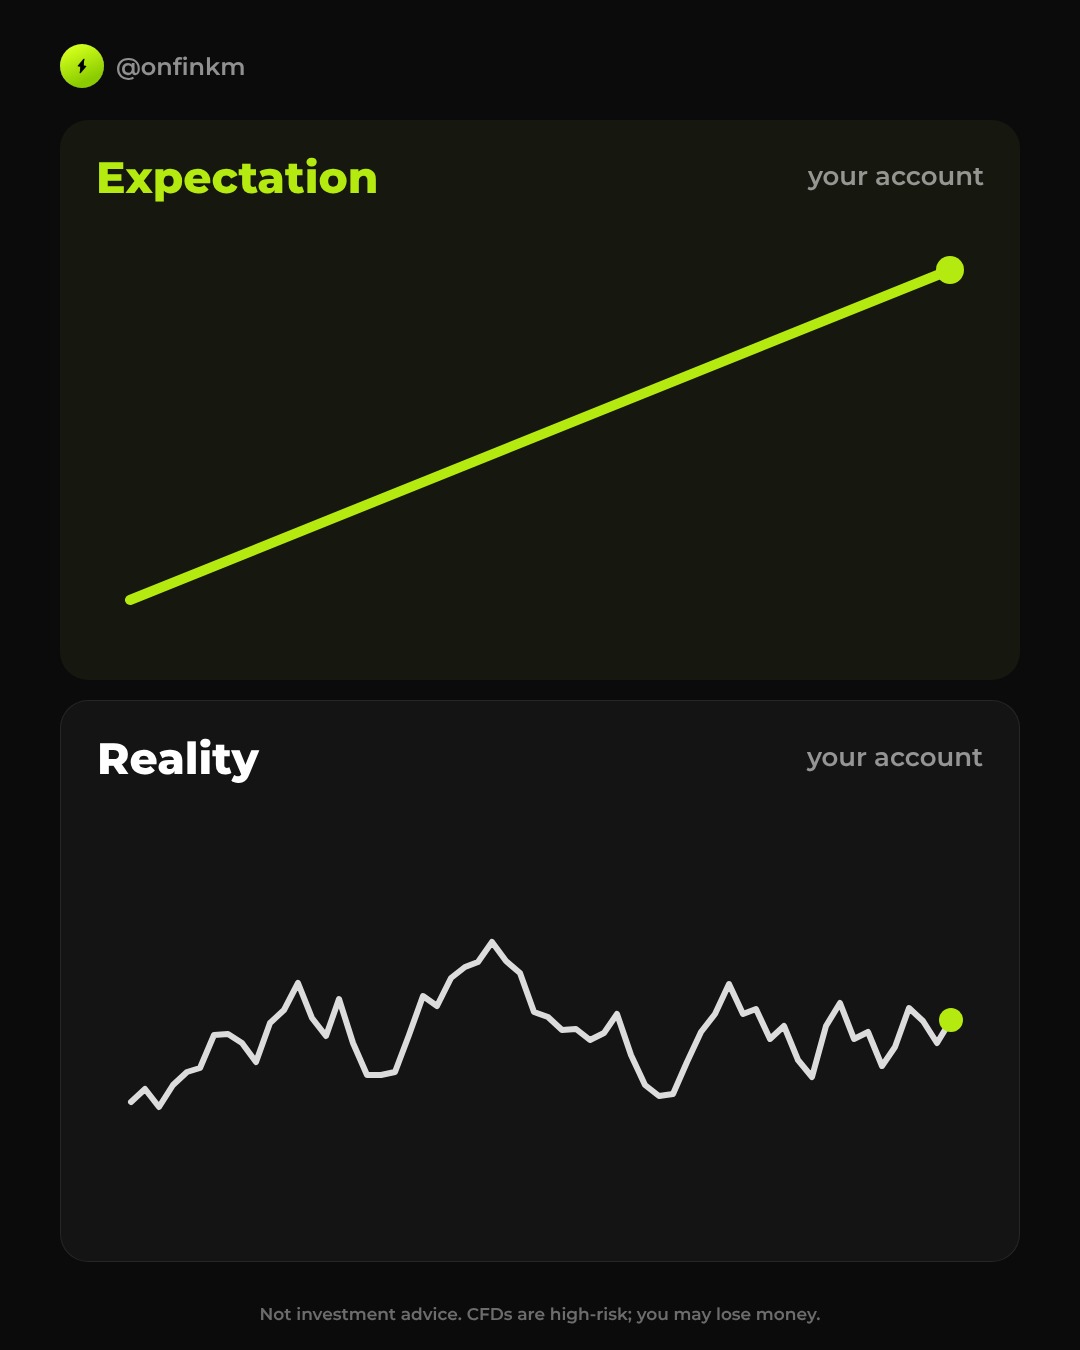 @onfinkm
Expectation
your account
Reality
your account
Not investment advice. CFDs are high-risk; you may lose money.